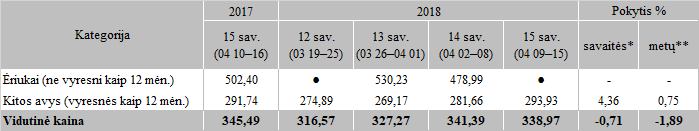 Kategorija 2017 2018 Pokytis %
15 sav. (04 10–16) 12 sav. (03 19–25) 13 sav. (03 26–04 01) 14 sav. (04 02–08) 15 sav. (04 09–15) savaitės* metų**
Ėriukai (ne vyresni kaip 12 mėn.) 502,40 ● 530,23 478,99 ● - -
Kitos avys (vyresnės kaip 12 mėn.) 291,74 274,89 269,17 281,66 293,93 4,36 0,75
Vidutinė kaina 345,49 316,57 327,27 341,39 338,97 -0,71 -1,89